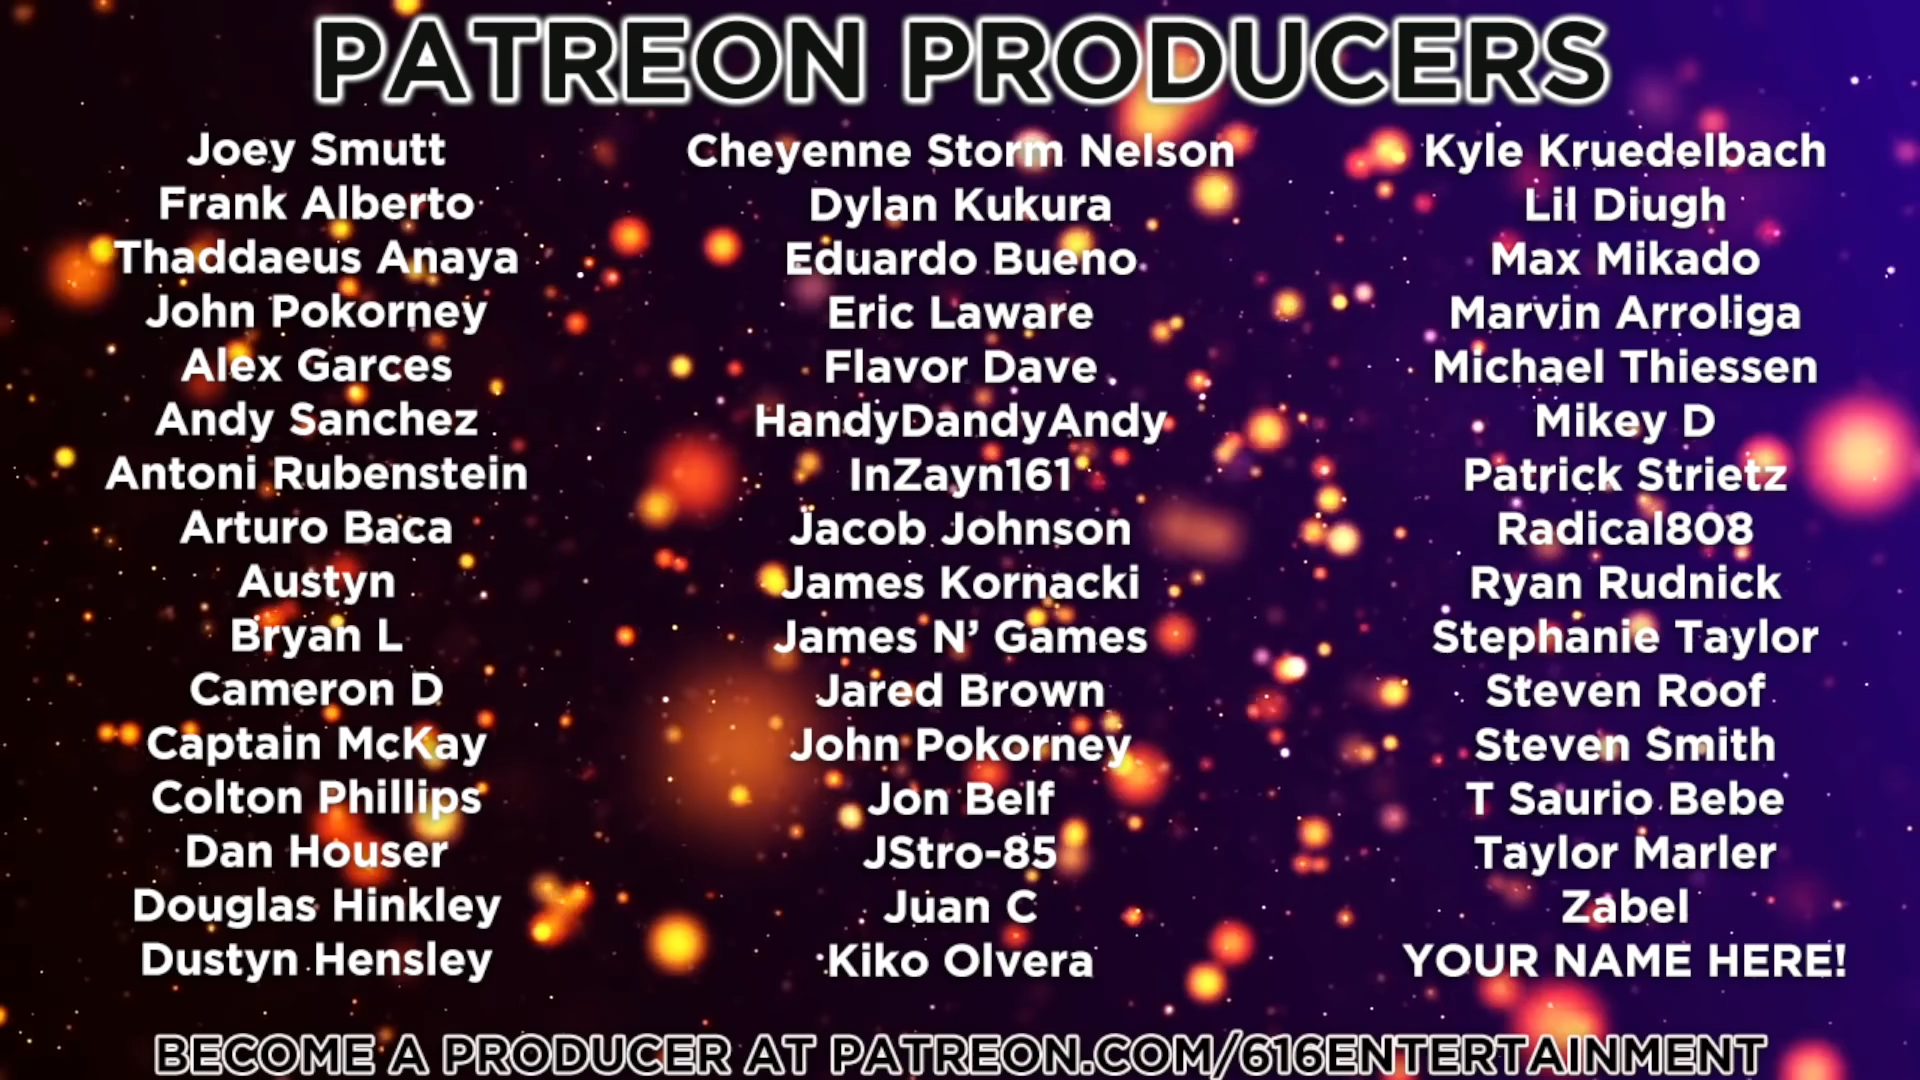 PATREON PRODUCERS
Joey Smutt
Frank Alberto
Thaddaeus Anaya
John Pokorney
Alex Garces
Andy Sanchez
Antoni Rubenstein
Arturo Baca
Austyn
Bryan L
Cameron D
Captain McKay
Colton Phillips
Dan Houser
Douglas Hinkley
Dustyn Hensley
Cheyenne Storm Nelson
Dylan Kukura
Eduardo Bueno
Eric Laware
Flavor Dave
HandyDandyAndy
InZayn161
Jacob Johnson
James Kornacki
James N’ Games
Jared Brown
John Pokorney
Jon Belf
JStro-85
Juan C
Kiko Olvera
Kyle Kruedelbach
Lil Diugh
Max Mikado
Marvin Arroliga
Michael Thiessen
Mikey D
Patrick Strietz
Radical808
Ryan Rudnick
Stephanie Taylor
Steven Roof
Steven Smith
T Saurio Bebe
Taylor Marler
Zabel
YOUR NAME HERE!
BECOME A PRODUCER AT PATREON.COM/616ENTERTAINMENT